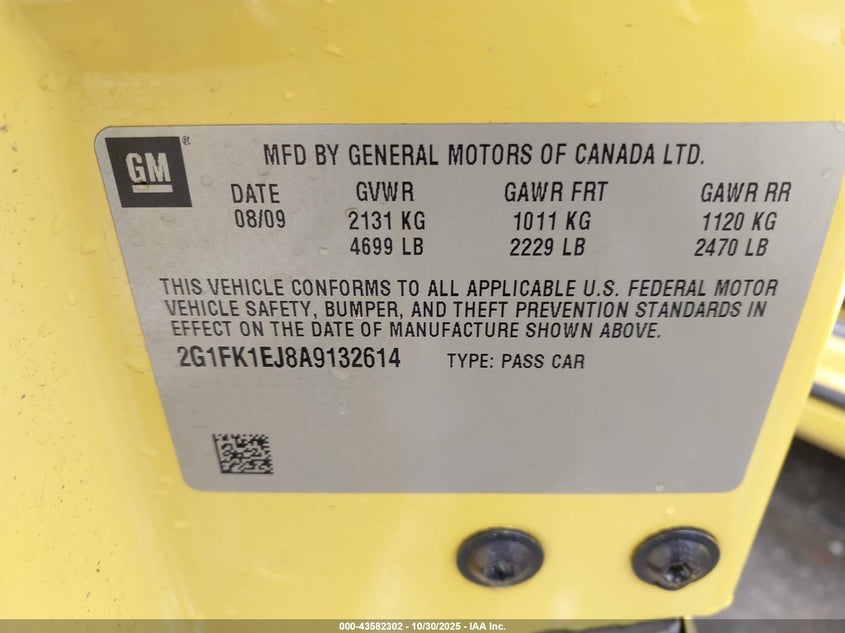 GM ®
MFD BY GENERAL MOTORS OF CANADA LTD.
DATE GVWR GAWR FRT GAWR RR
08/09 2131 KG 1011 KG 1120 KG
4699 LB 2229 LB 2470 LB
THIS VEHICLE CONFORMS TO ALL APPLICABLE U.S. FEDERAL MOTOR
VEHICLE SAFETY, BUMPER, AND THEFT PREVENTION STANDARDS IN
EFFECT ON THE DATE OF MANUFACTURE SHOWN ABOVE.
2G1FK1EJ8A9132614 TYPE: PASS CAR
000-43582302 - 10/30/2025 - IAA Inc.